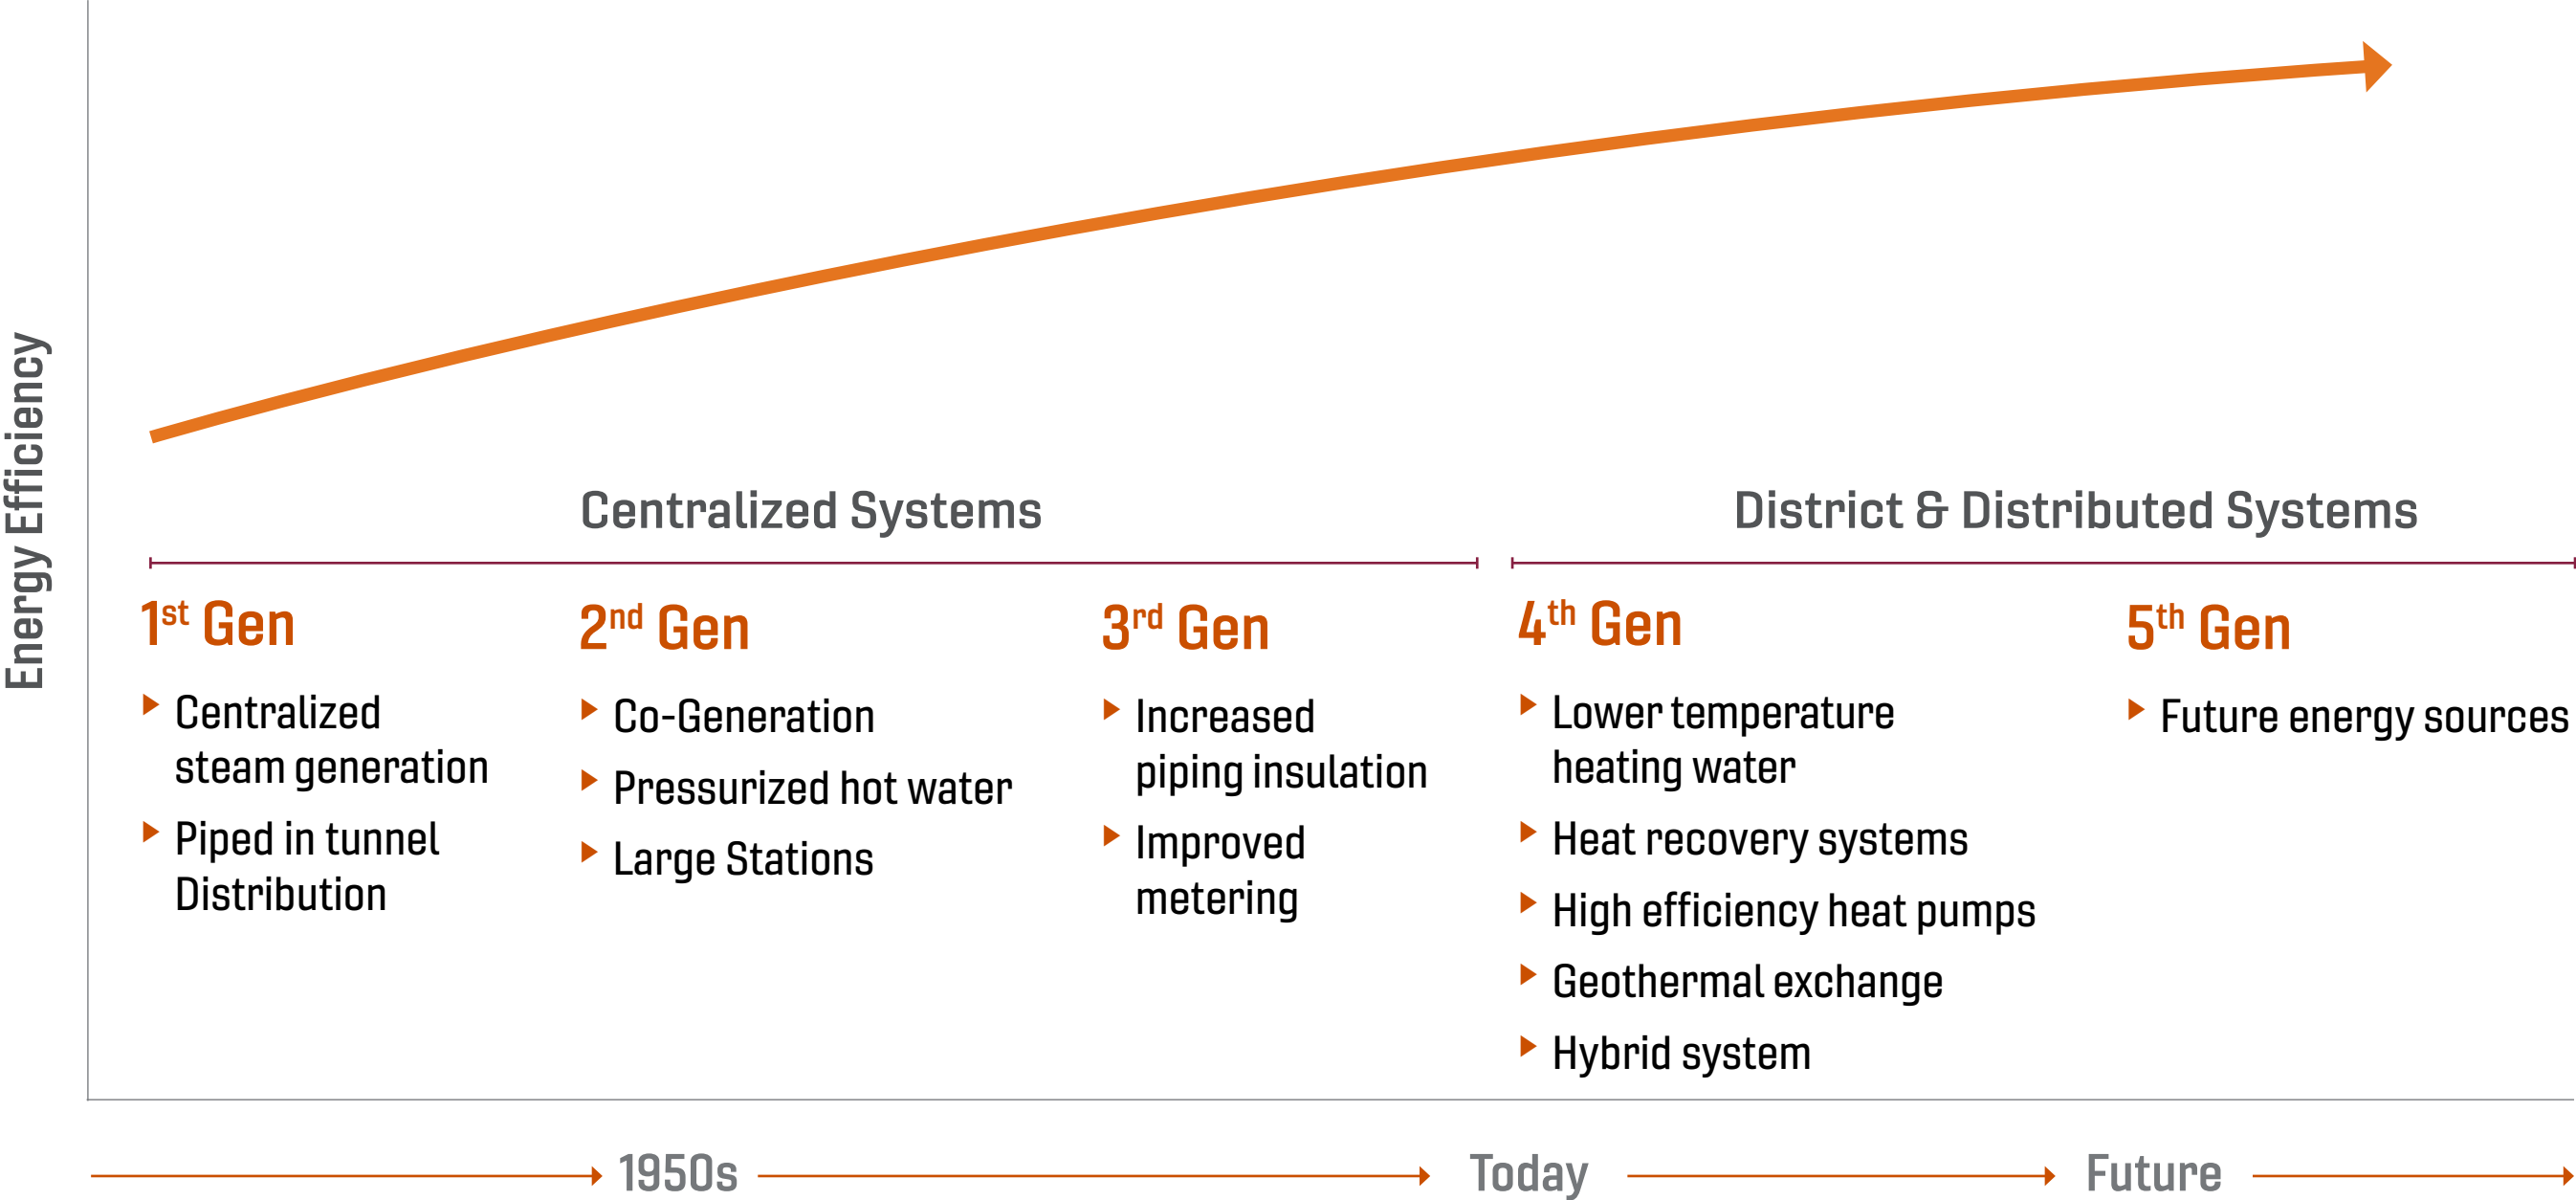 Energy Efficiency
Centralized Systems
District & Distributed Systems
1st Gen
Centralized
steam generation
Piped in tunnel
Distribution
2nd Gen
Co-Generation
Pressurized hot water
Large Stations
3rd Gen
Increased
piping insulation
Improved
metering
4th Gen
Lower temperature
heating water
Heat recovery systems
High efficiency heat pumps
Geothermal exchange
Hybrid system
5th Gen
Future energy sources
1950s
Today
Future